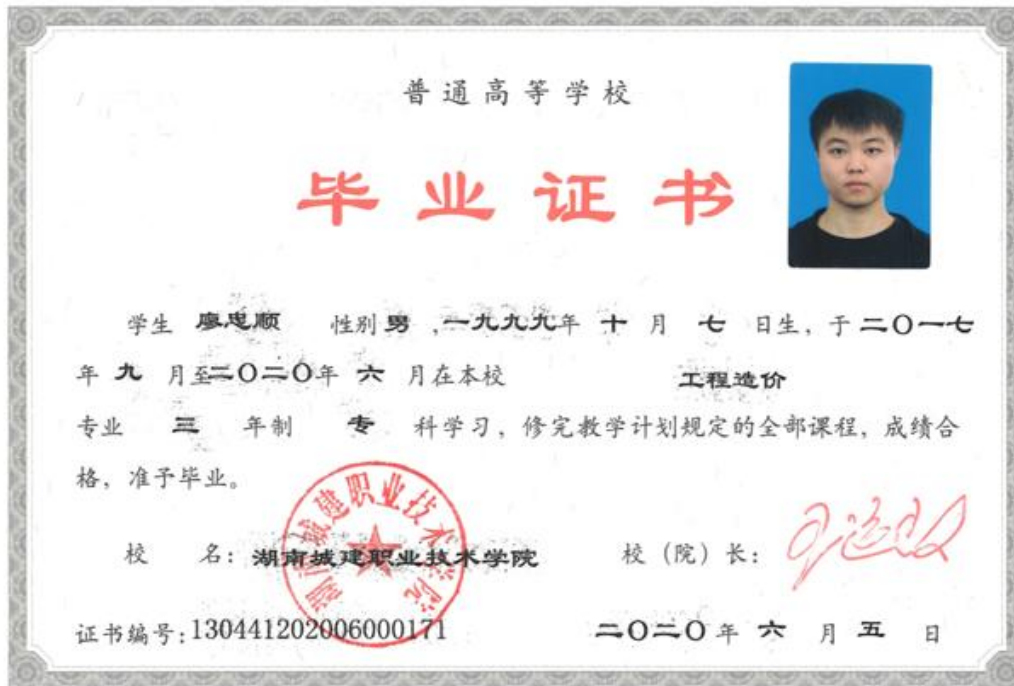 普通高等学校
毕业证书
学生 廖忠顺 性别 男 ,一九九九年 十 月 七 日生，于二〇一七
年 九 月至二〇二〇年 六 月在本校 工程造价
专业 三 年制 专 科学习，修完教学计划规定的全部课程，成绩合
格，准予毕业。
湖南城建职业技术学院
校 名：湖南城建职业技术学院 校（院）长：
证书编号：130441202006000171 二〇二〇年 六 月 五 日